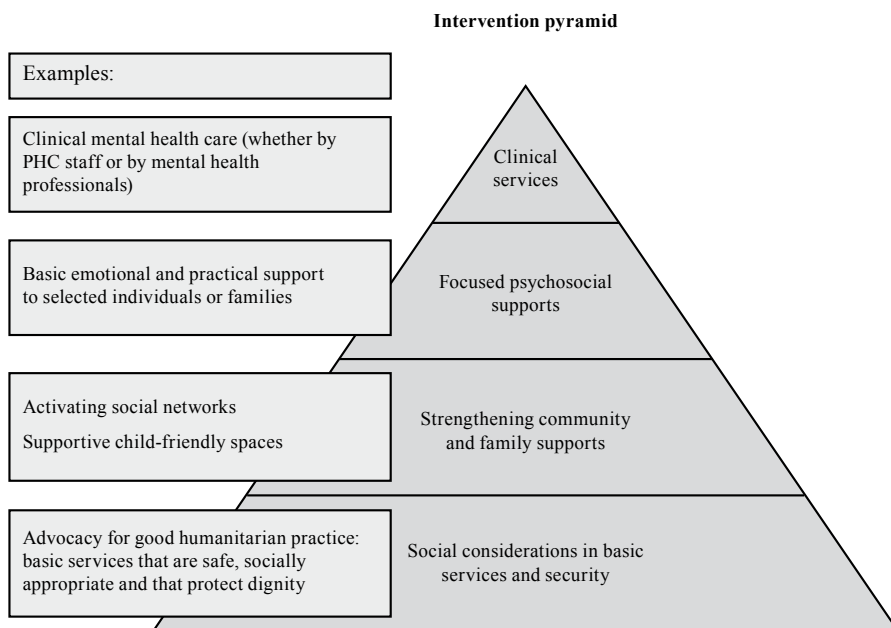 Intervention pyramid
Examples:
Clinical mental health care (whether by
PHC staff or by mental health
professionals)
Clinical
services
Basic emotional and practical support
to selected individuals or families
Focused psychosocial
supports
Activating social networks
Supportive child-friendly spaces
Strengthening community
and family supports
Advocacy for good humanitarian practice:
basic services that are safe, socially
appropriate and that protect dignity
Social considerations in basic
services and security